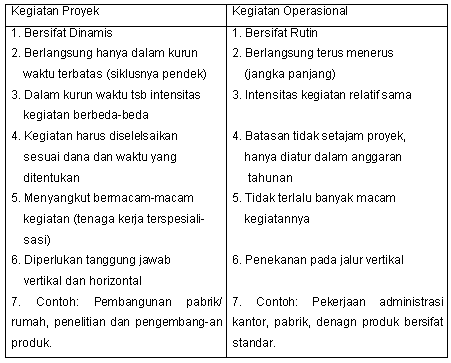 Kegiatan Proyek
1. Bersifat Dinamis
2. Berlangsung hanya dalam kurun
waktu terbatas (siklusnya pendek)
3. Dalam kurun waktu tsb intensitas
kegiatan berbeda-beda
4. Kegiatan harus diselelsaikan
sesuai dana dan waktu yang
ditentukan
5. Menyangkut bermacam-macam
kegiatan (tenaga kerja terspesiali-
sasi)
6. Diperlukan tanggung jawab
vertikal dan horizontal
7. Contoh: Pembangunan pabrik/
rumah, penelitian dan pengembang-an
produk.
Kegiatan Operasional
1. Bersifat Rutin
2. Berlangsung terus menerus
(jangka panjang)
3. Intensitas kegiatan relatif sama
4. Batasan tidak setajam proyek,
hanya diatur dalam anggaran
tahunan
5. Tidak terlalu banyak macam
kegiatannya
6. Penekanan pada jalur vertikal
7. Contoh: Pekerjaan administrasi
kantor, pabrik, denagn produk bersifat
standar.